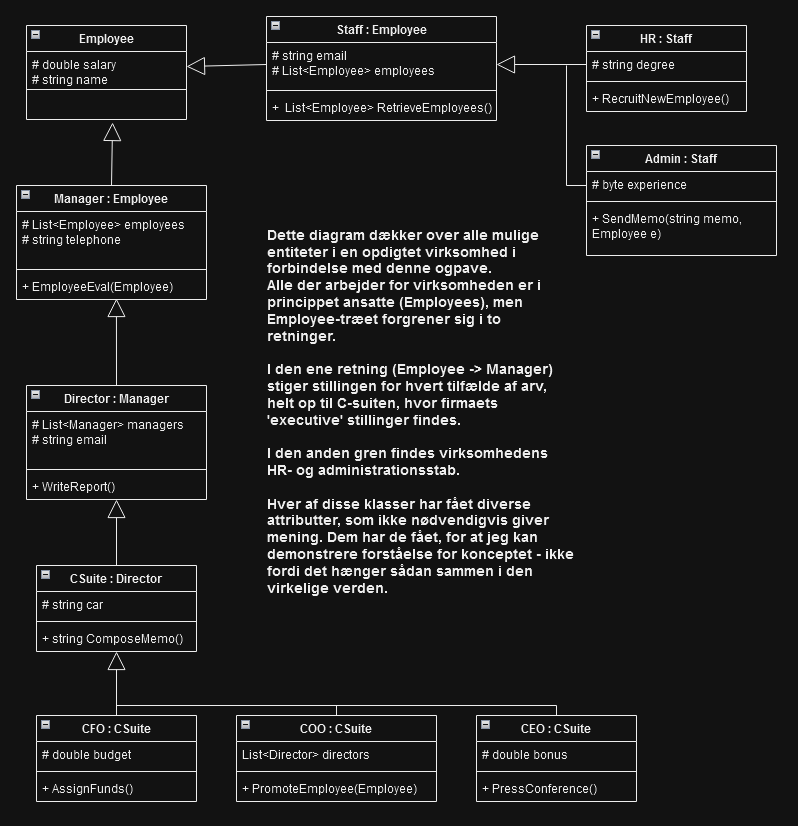 Employee
# double salary
# string name
Staff : Employee
# string email
# List<Employee> employees
+  List<Employee> RetrieveEmployees()
HR : Staff
# string degree
+ RecruitNewEmployee()
Admin : Staff
# byte experience
+ SendMemo(string memo,
Employee e)
Manager : Employee
# List<Employee> employees
# string telephone
+ EmployeeEval(Employee)
Dette diagram dækker over alle mulige
entiteter i en opdigtet virksomhed i
forbindelse med denne ogpave.
Alle der arbejder for virksomheden er i
princippet ansatte (Employees), men
Employee-træet forgrener sig i to
retninger.
I den ene retning (Employee -> Manager)
stiger stillingen for hvert tilfælde af arv,
helt op til C-suiten, hvor firmaets
'executive' stillinger findes.
I den anden gren findes virksomhedens
HR- og administrationsstab.
Hver af disse klasser har fået diverse
attributter, som ikke nødvendigvis giver
mening. Dem har de fået, for at jeg kan
demonstrere forståelse for konceptet - ikke
fordi det hænger sådan sammen i den
virkelige verden.
Director : Manager
# List<Manager> managers
# string email
+ WriteReport()
CSuite : Director
# string car
+ string ComposeMemo()
CFO : CSuite
# double budget
+ AssignFunds()
COO : CSuite
List<Director> directors
+ PromoteEmployee(Employee)
CEO : CSuite
# double bonus
+ PressConference()